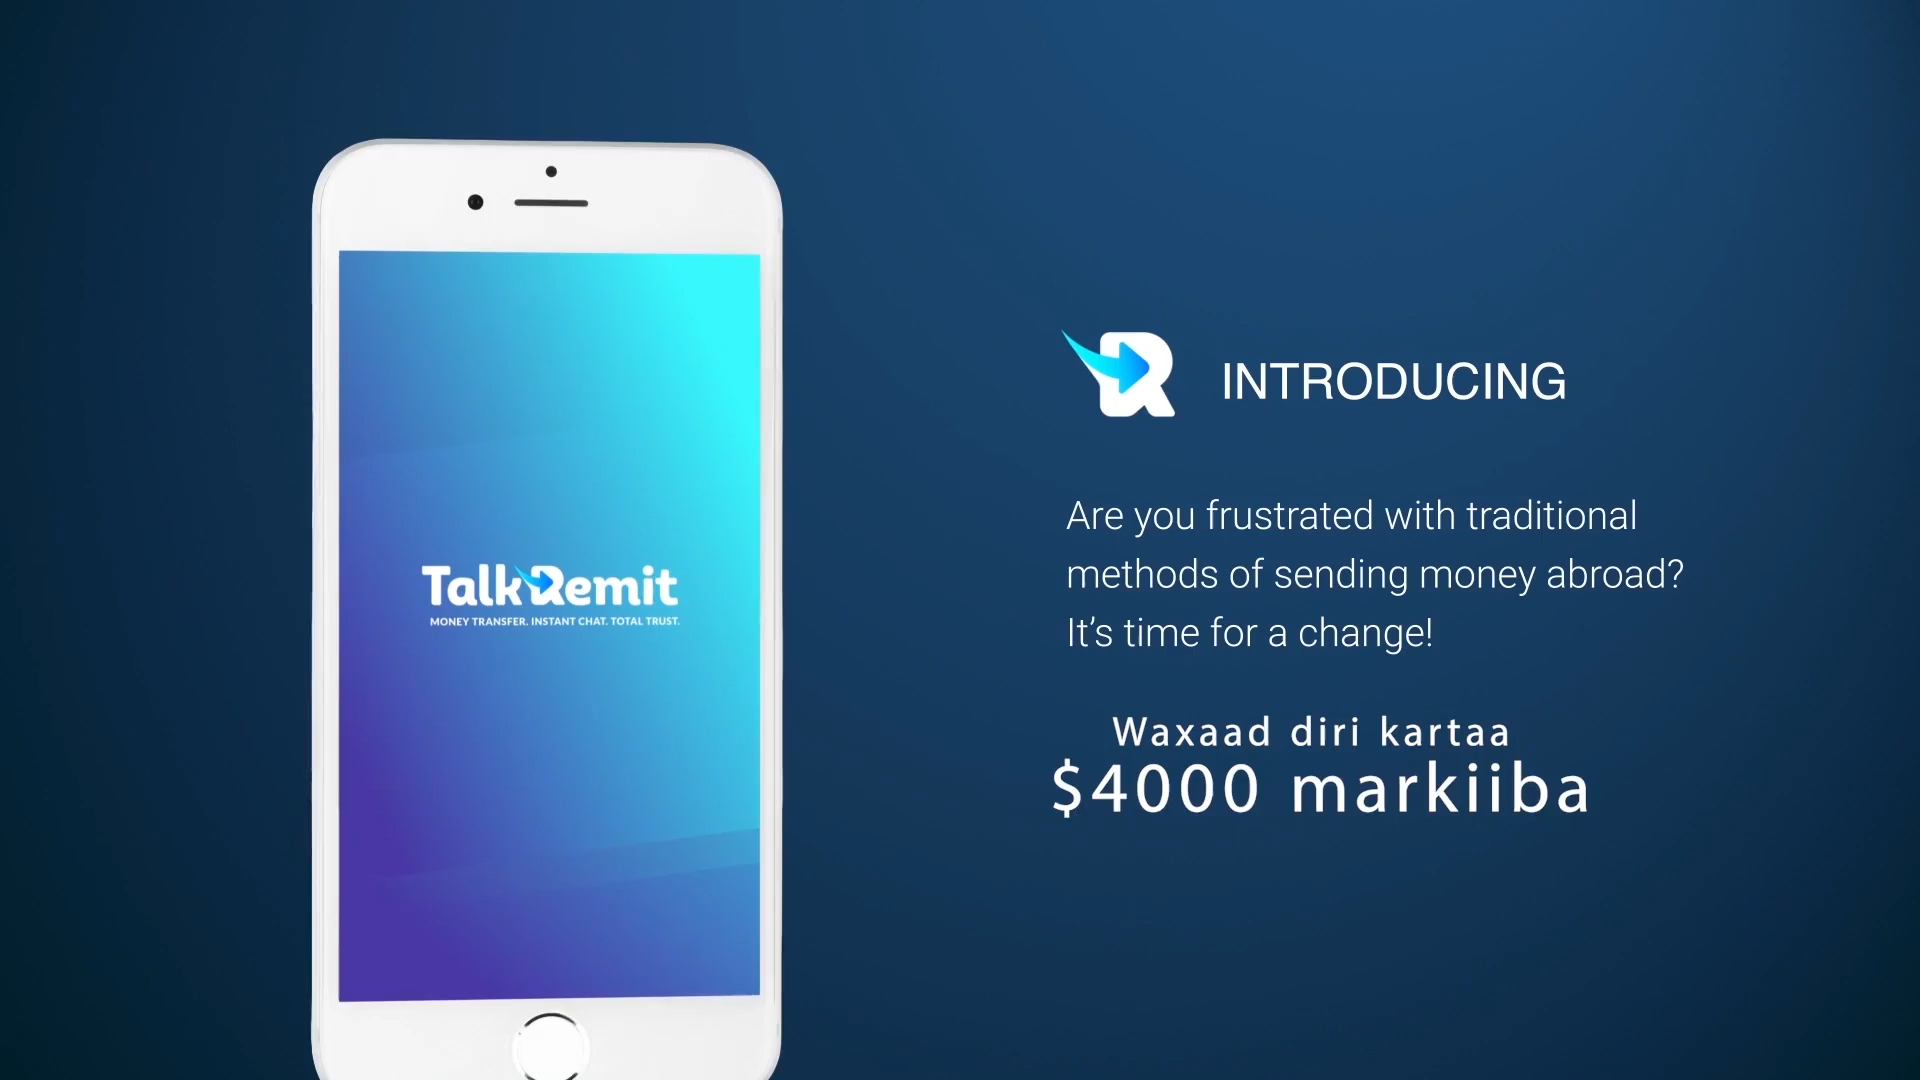 TalkRemit
MONEY TRANSFER. INSTANT CHAT. TOTAL TRUST.
INTRODUCING
Are you frustrated with traditional
methods of sending money abroad?
It’s time for a change!
Waxaad diri kartaa
$4000 markiiba